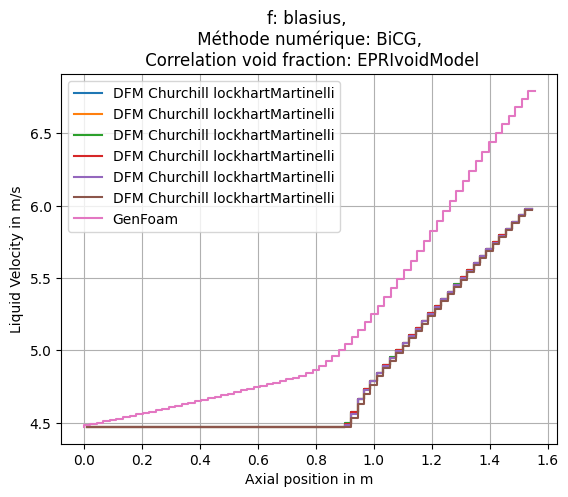 f: blasius,
Méthode numérique: BiCG,
Correlation void fraction: EPRIvoidModel
DFM Churchill lockhartMartinelli
DFM Churchill lockhartMartinelli
DFM Churchill lockhartMartinelli
DFM Churchill lockhartMartinelli
DFM Churchill lockhartMartinelli
DFM Churchill lockhartMartinelli
GenFoam
Liquid Velocity in m/s
6.5
6.0
5.5
5.0
4.5
0.0 0.2 0.4 0.6 0.8 1.0 1.2 1.4 1.6
Axial position in m